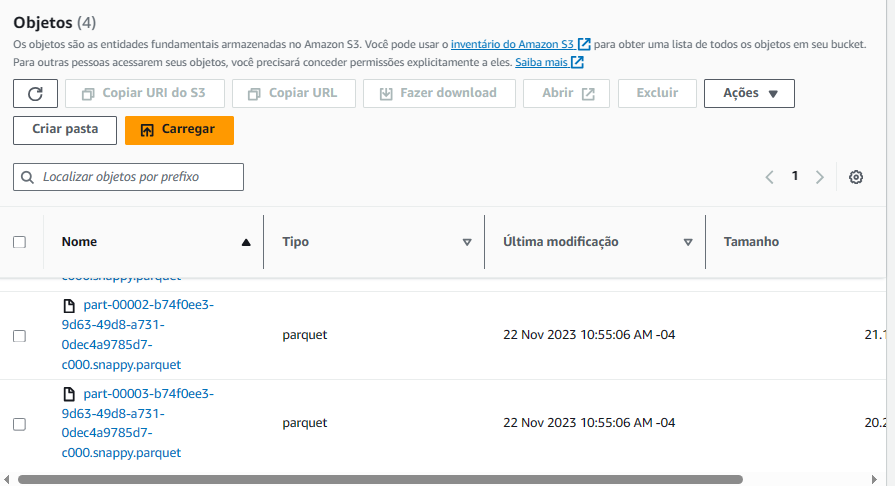 Objetos (4)
Os objetos são as entidades fundamentais armazenadas no Amazon S3. Você pode usar o inventário do Amazon S3 para obter uma lista de todos os objetos em seu bucket.
Para outras pessoas acessarem seus objetos, você precisará conceder permissões explicitamente a eles. Saiba mais
Copiar URI do S3 Copiar URL Fazer download Abrir Excluir Ações
Criar pasta Carregar
Localizar objetos por prefixo 1
Nome Tipo Última modificação Tamanho
c000.snappy.parquet
part-00002-b74f0ee3-
9d63-49d8-a731-
0dec4a9785d7-
c000.snappy.parquet
parquet
22 Nov 2023 10:55:06 AM -04
21.1
part-00003-b74f0ee3-
9d63-49d8-a731-
0dec4a9785d7-
c000.snappy.parquet
parquet
22 Nov 2023 10:55:06 AM -04
20.2